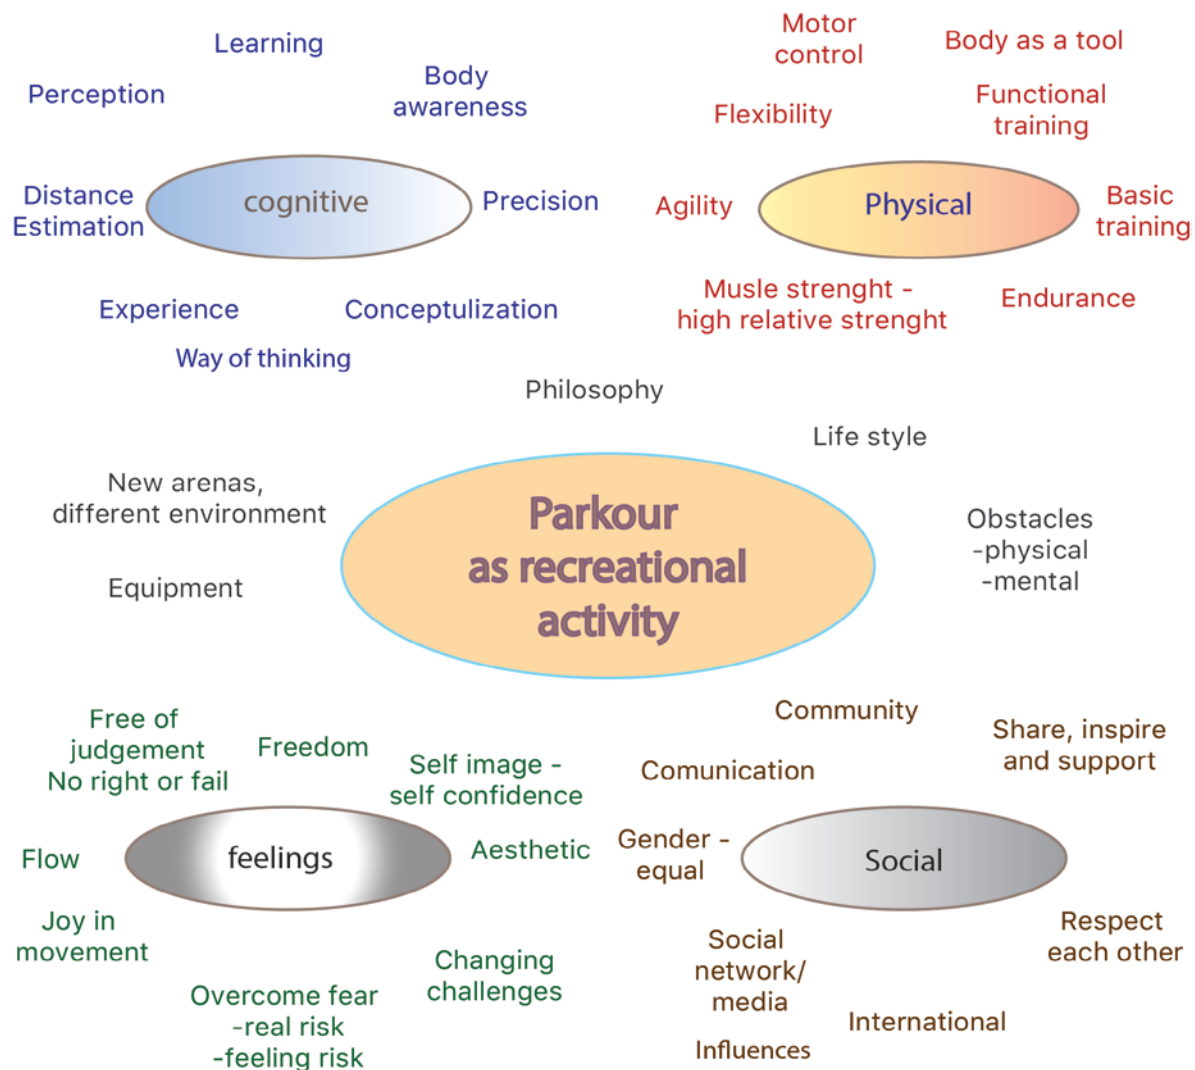 Learning
Perception
Body
awareness
Distance
Estimation
cognitive
Precision
Experience
Conceptulization
Way of thinking
Motor
control
Body as a tool
Flexibility
Functional
training
Agility
Physical
Basic
training
Musle strenght -
high relative strenght
Endurance
Philosophy
Life style
New arenas,
different environment
Equipment
Parkour
as recreational
activity
Obstacles
-physical
-mental
Free of
judgement
No right or fail
Freedom
Self image -
self confidence
Flow
feelings
Aesthetic
Joy in
movement
Changing
challenges
Overcome fear
-real risk
-feeling risk
Community
Share, inspire
and support
Comunication
Gender -
equal
Social
Respect
each other
Social
network/
media
International
Influences